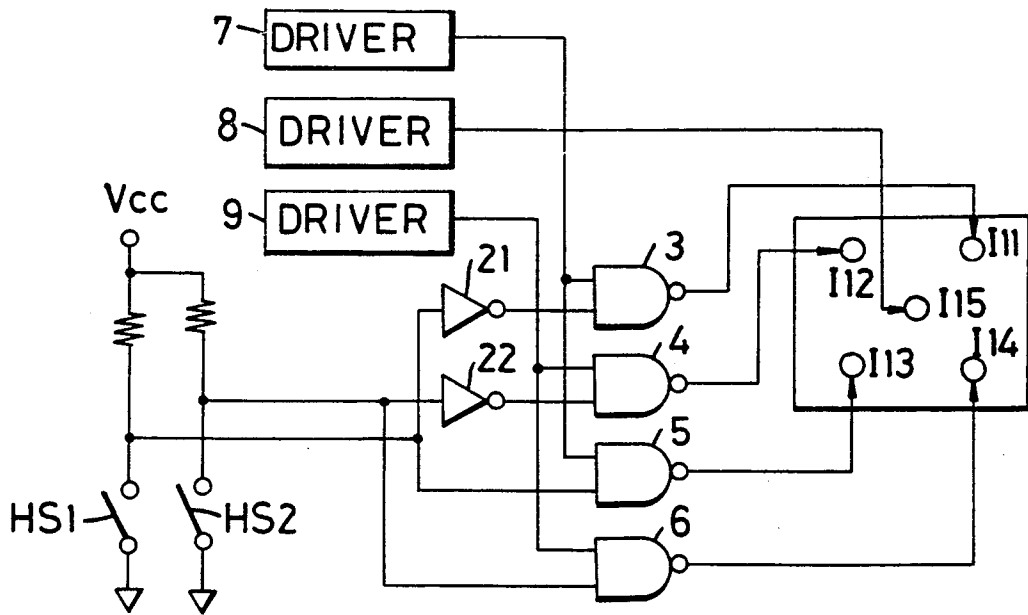 7 DRIVER
8 DRIVER
9 DRIVER
Vcc
21
3
I12
I11
I15
22
4
I13
I14
5
HS1
HS2
6